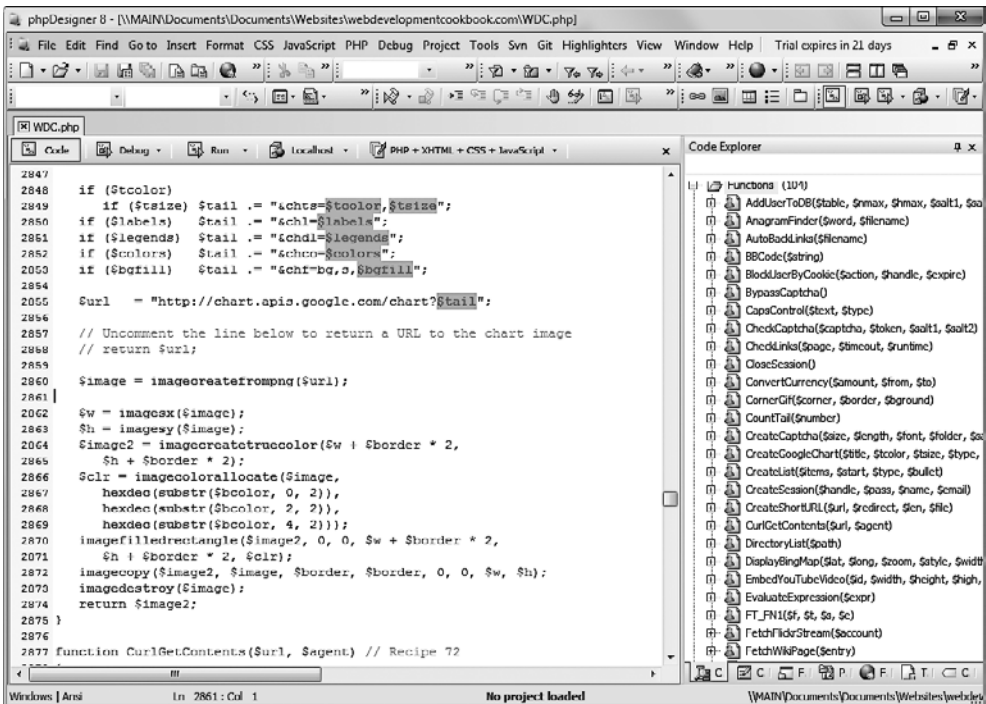 phpDesigner 8 - [\\MAIN\Documents\Documents\Websites\webdevelopmentcookbook.com\WDC.php]
File Edit Find Go to Insert Format CSS JavaScript PHP Debug Project Tools Svn Git Highlighters View Window Help Trial expires in 21 days
WDC.php
Code Debug Run Localhost PHP + XHTML + CSS + JavaScript
2847
2848 if ($tcolor)
2849 if ($tsize) $tail .= "&chts=$tcolor,$tsize";
2850 if ($labels) $tail .= "&chl=$labels";
2851 if ($legends) $tail .= "&chdl=$legends";
2852 if ($colors) $tail .= "&chco=$colors";
2853 if ($bgfill) $tail .= "&chf=bg,s,$bgfill";
2854
2855 $url = "http://chart.apis.google.com/chart?$tail";
2856
2857 // Uncomment the line below to return a URL to the chart image
2858 // return $url;
2859
2860 $image = imagecreatefrompng($url);
2861
2862 $w = imagesx($image);
2863 $h = imagesy($image);
2864 $image2 = imagecreatetruecolor($w + $border * 2,
2865 $h + $border * 2);
2866 $clr = imagecolorallocate($image,
2867 hexdec(substr($bcolor, 0, 2)),
2868 hexdec(substr($bcolor, 2, 2)),
2869 hexdec(substr($bcolor, 4, 2)));
2870 imagefilledrectangle($image2, 0, 0, $w + $border * 2,
2871 $h + $border * 2, $clr);
2872 imagecopy($image2, $image, $border, $border, 0, 0, $w, $h);
2873 imagedestroy($image);
2874 return $image2;
2875 }
2876
2877 function CurlGetContents($url, $agent) // Recipe 72
Code Explorer
Functions (104)
AddUserToDB($table, $nmax, $hmax, $salt1, $sa
AnagramFinder($word, $filename)
AutoBackLinks($filename)
BBCode($string)
BlockUserByCookie($action, $handle, $expire)
BypassCaptcha()
CapsControl($text, $type)
CheckCaptcha($captcha, $token, $salt1, $salt2)
CheckLinks($page, $timeout, $runtime)
CloseSession()
ConvertCurrency($amount, $from, $to)
CornerGif($corner, $border, $bground)
CountTail($number)
CreateCaptcha($size, $length, $font, $folder, $sa
CreateGoogleChart($title, $tcolor, $tsize, $type,
CreateList($items, $start, $type, $bullet)
CreateSession($handle, $pass, $name, $email)
CreateShortURL($url, $redirect, $len, $file)
CurlGetContents($url, $agent)
DirectoryList($path)
DisplayBingMap($lat, $long, $zoom, $style, $widt
EmbedYouTubeVideo($id, $width, $height, $high,
EvaluateExpression($expr)
FT_FN1($f, $t, $s, $e)
FetchFlickrStream($account)
FetchWikiPage($entry)
C C F P F T C
Windows | Ansi Ln 2861 : Col 1 No project loaded \\MAIN\Documents\Documents\Websites\webdev